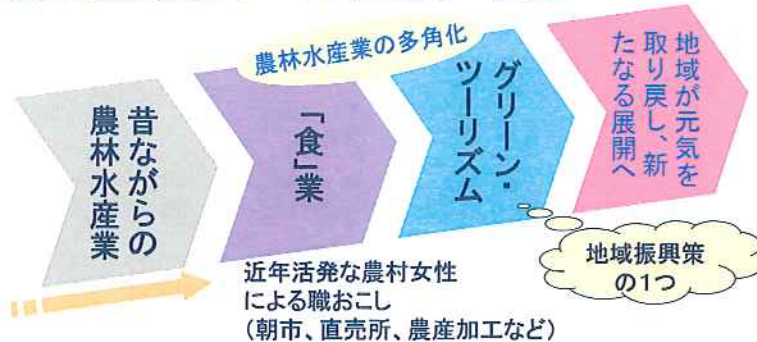 農林水産業の多角化
昔ながらの
農林水産業
「食」業
グリーン・
ツーリズム
地域が元気を
取り戻し、新
たなる展開へ
地域振興策
の1つ
近年活発な農村女性
による職おこし
(朝市、直売所、農産加工など)